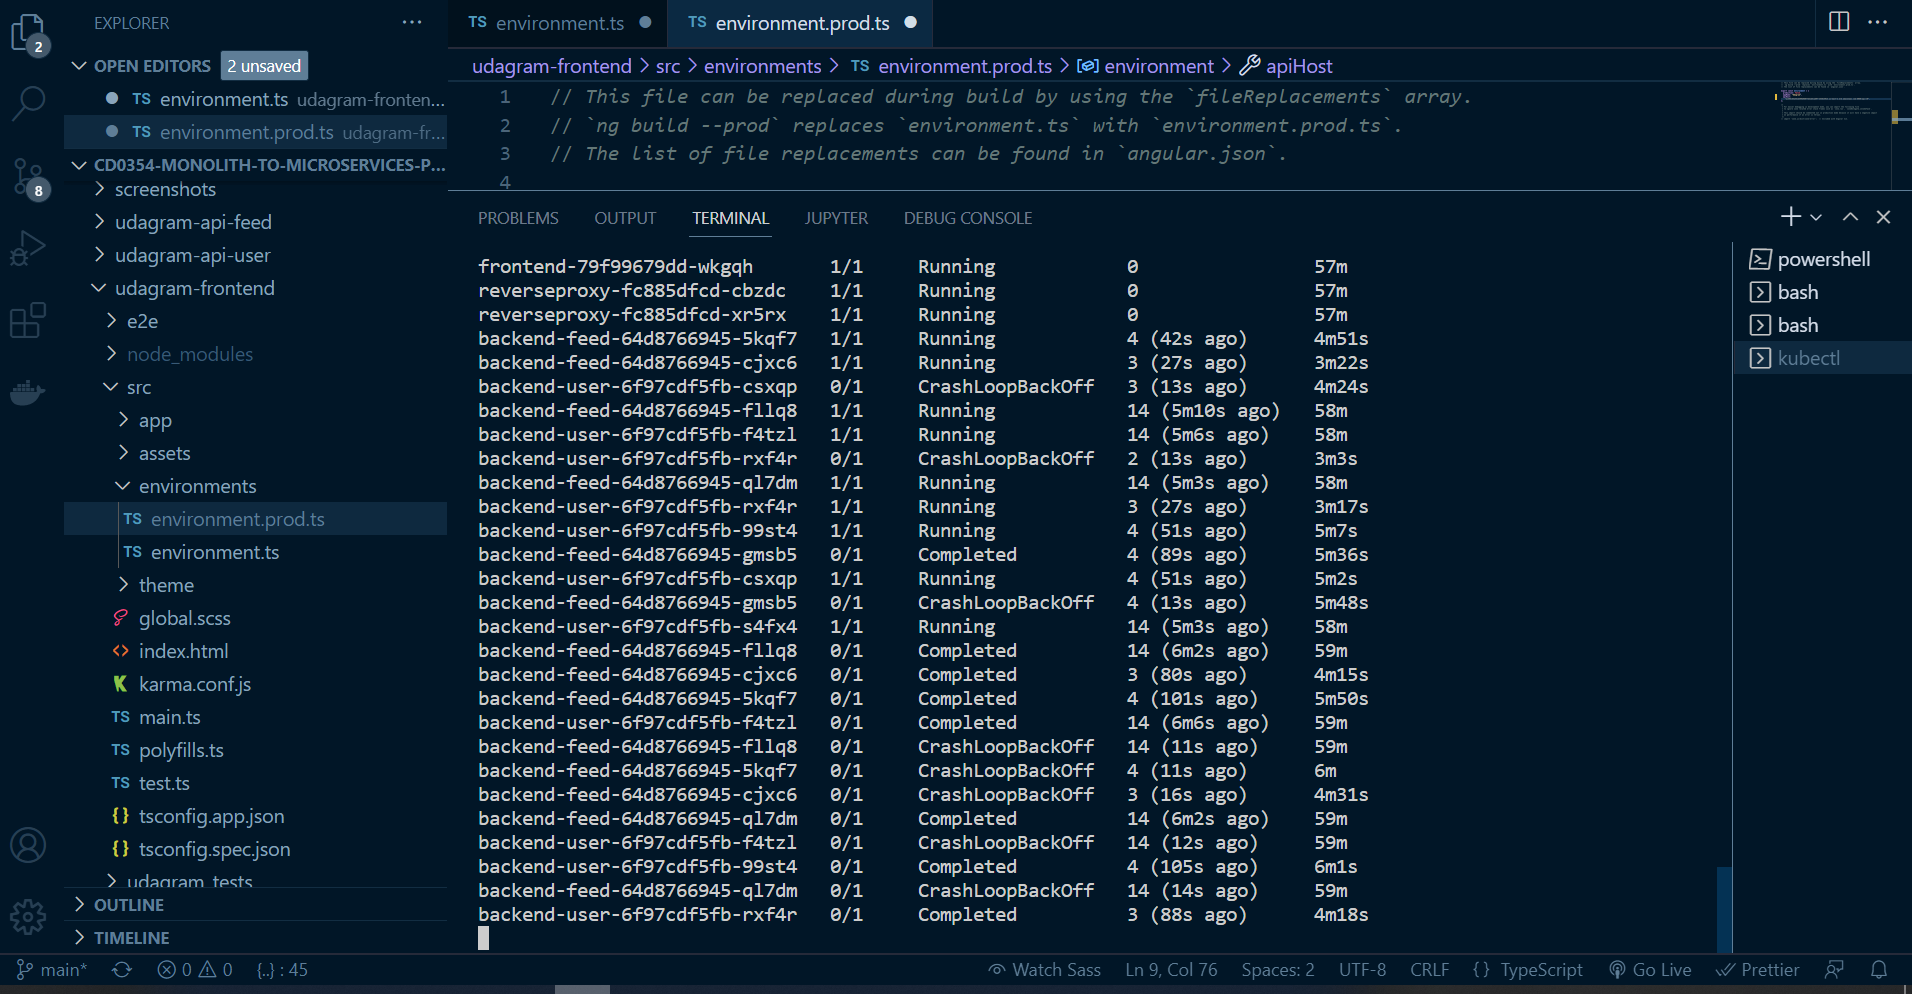 EXPLORER
OPEN EDITORS 2 unsaved
TS environment.ts udagram-fronten...
TS environment.prod.ts udagram-fr...
CD0354-MONOLITH-TO-MICROSERVICES-P...
screenshots
udagram-api-feed
udagram-api-user
udagram-frontend
e2e
node_modules
src
app
assets
environments
TS environment.prod.ts
TS environment.ts
theme
global.scss
index.html
karma.conf.js
TS main.ts
TS polyfills.ts
TS test.ts
{} tsconfig.app.json
{} tsconfig.spec.json
udagram_tests
OUTLINE
TIMELINE
2
8
TS environment.ts
TS environment.prod.ts
udagram-frontend > src > environments > TS environment.prod.ts > environment > apiHost
1 // This file can be replaced during build by using the `fileReplacements` array.
2 // `ng build --prod` replaces `environment.ts` with `environment.prod.ts`.
3 // The list of file replacements can be found in `angular.json`.
4
PROBLEMS OUTPUT TERMINAL JUPYTER DEBUG CONSOLE
frontend-79f99679dd-wkgqh 1/1 Running 0 57m
reverseproxy-fc885dfcd-cbzdc 1/1 Running 0 57m
reverseproxy-fc885dfcd-xr5rx 1/1 Running 0 57m
backend-feed-64d8766945-5kqf7 1/1 Running 4 (42s ago) 4m51s
backend-feed-64d8766945-cjxc6 1/1 Running 3 (27s ago) 3m22s
backend-user-6f97cdf5fb-csxqp 0/1 CrashLoopBackOff 3 (13s ago) 4m24s
backend-feed-64d8766945-fllq8 1/1 Running 14 (5m10s ago) 58m
backend-user-6f97cdf5fb-f4tzl 1/1 Running 14 (5m6s ago) 58m
backend-user-6f97cdf5fb-rxf4r 0/1 CrashLoopBackOff 2 (13s ago) 3m3s
backend-feed-64d8766945-ql7dm 1/1 Running 14 (5m3s ago) 58m
backend-user-6f97cdf5fb-rxf4r 1/1 Running 3 (27s ago) 3m17s
backend-user-6f97cdf5fb-99st4 1/1 Running 4 (51s ago) 5m7s
backend-feed-64d8766945-gmsb5 0/1 Completed 4 (89s ago) 5m36s
backend-user-6f97cdf5fb-csxqp 1/1 Running 4 (51s ago) 5m2s
backend-feed-64d8766945-gmsb5 0/1 CrashLoopBackOff 4 (13s ago) 5m48s
backend-user-6f97cdf5fb-s4fx4 1/1 Running 14 (5m3s ago) 58m
backend-feed-64d8766945-fllq8 0/1 Completed 14 (6m2s ago) 59m
backend-feed-64d8766945-cjxc6 0/1 Completed 3 (80s ago) 4m15s
backend-feed-64d8766945-5kqf7 0/1 Completed 4 (101s ago) 5m50s
backend-user-6f97cdf5fb-f4tzl 0/1 Completed 14 (6m6s ago) 59m
backend-feed-64d8766945-fllq8 0/1 CrashLoopBackOff 14 (11s ago) 59m
backend-feed-64d8766945-5kqf7 0/1 CrashLoopBackOff 4 (11s ago) 6m
backend-feed-64d8766945-cjxc6 0/1 CrashLoopBackOff 3 (16s ago) 4m31s
backend-feed-64d8766945-ql7dm 0/1 Completed 14 (6m2s ago) 59m
backend-user-6f97cdf5fb-f4tzl 0/1 CrashLoopBackOff 14 (12s ago) 59m
backend-user-6f97cdf5fb-99st4 0/1 Completed 4 (105s ago) 6m1s
backend-feed-64d8766945-ql7dm 0/1 CrashLoopBackOff 14 (14s ago) 59m
backend-user-6f97cdf5fb-rxf4r 0/1 Completed 3 (88s ago) 4m18s
powershell
bash
bash
kubectl
main* 0 0 {..} : 45 Watch Sass Ln 9, Col 76 Spaces: 2 UTF-8 CRLF {} TypeScript Go Live Prettier